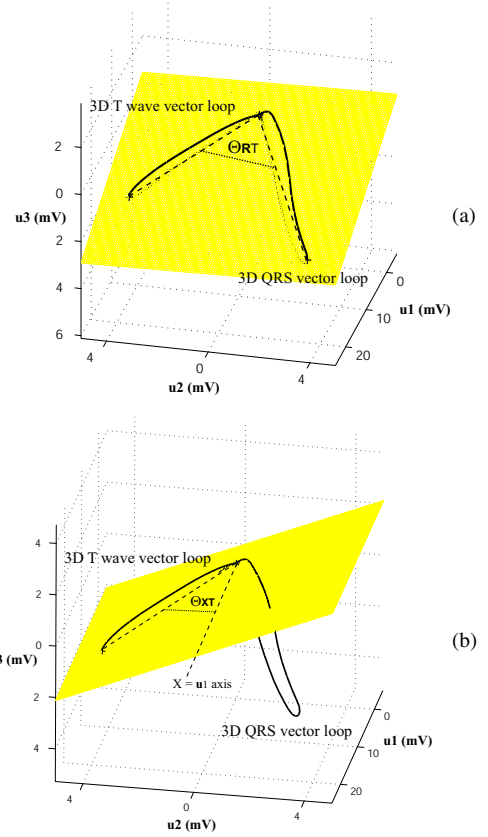 3D T wave vector loop
ΘRT
2
0
u3 (mV)
2
4
6
(a)
3D QRS vector loop
0
u1 (mV)
10
20
4
0
4
u2 (mV)
4
3D T wave vector loop
2
ΘXT
0
3 (mV)
(b)
X = u1 axis
2
3D QRS vector loop
0
u1 (mV)
4
10
20
4
0
4
u2 (mV)